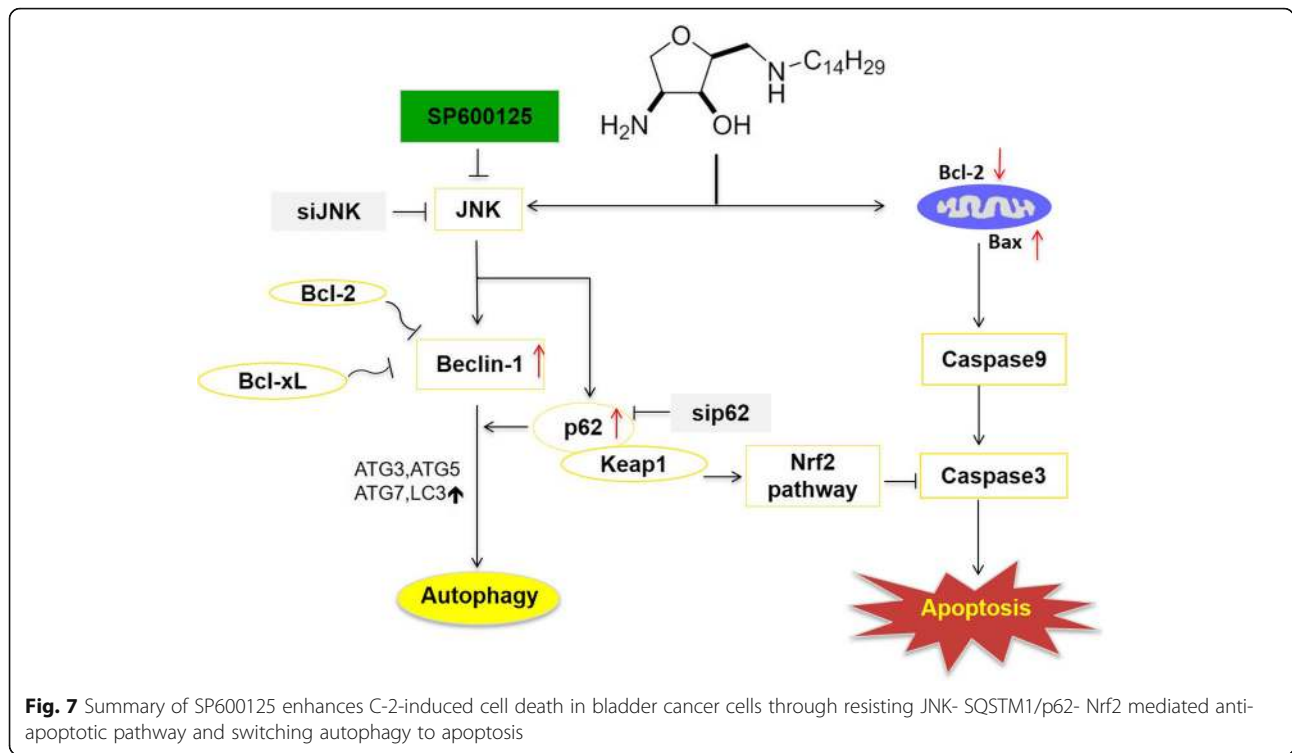 O
N
H
C14H29
H2N
OH
SP600125
siJNK
JNK
Bcl-2
Bax
Bcl-2
Beclin-1
Bcl-xL
Caspase9
p62
sip62
Keap1
ATG3,ATG5
ATG7,LC3
Nrf2
pathway
Caspase3
Autophagy
Apoptosis
Fig. 7 Summary of SP600125 enhances C-2-induced cell death in bladder cancer cells through resisting JNK- SQSTM1/p62- Nrf2 mediated anti-
apoptotic pathway and switching autophagy to apoptosis